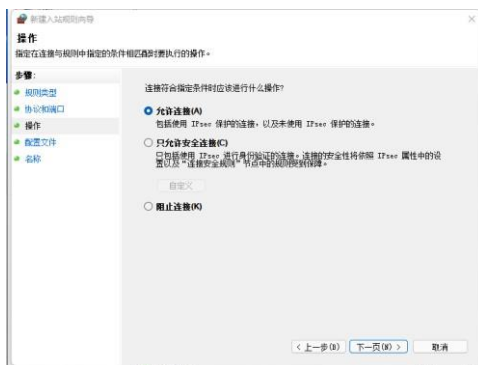 新建入站规则向导
操作
指定在连接与规则中指定的条件相匹配时要执行的操作。
步骤:
规则类型
协议和端口
操作
配置文件
名称
连接符合指定条件时应该进行什么操作?
允许连接(A)
包括使用 IPsec 保护的连接，以及未使用 IPsec 保护的连接。
只允许安全连接(C)
只包括使用 IPsec 进行身份验证的连接。连接的安全性将依照 IPsec 属性中的设
置以及“连接安全规则”节点中的规则受到保障。
自定义
阻止连接(K)
< 上一步(B)
下一页(N) >
取消